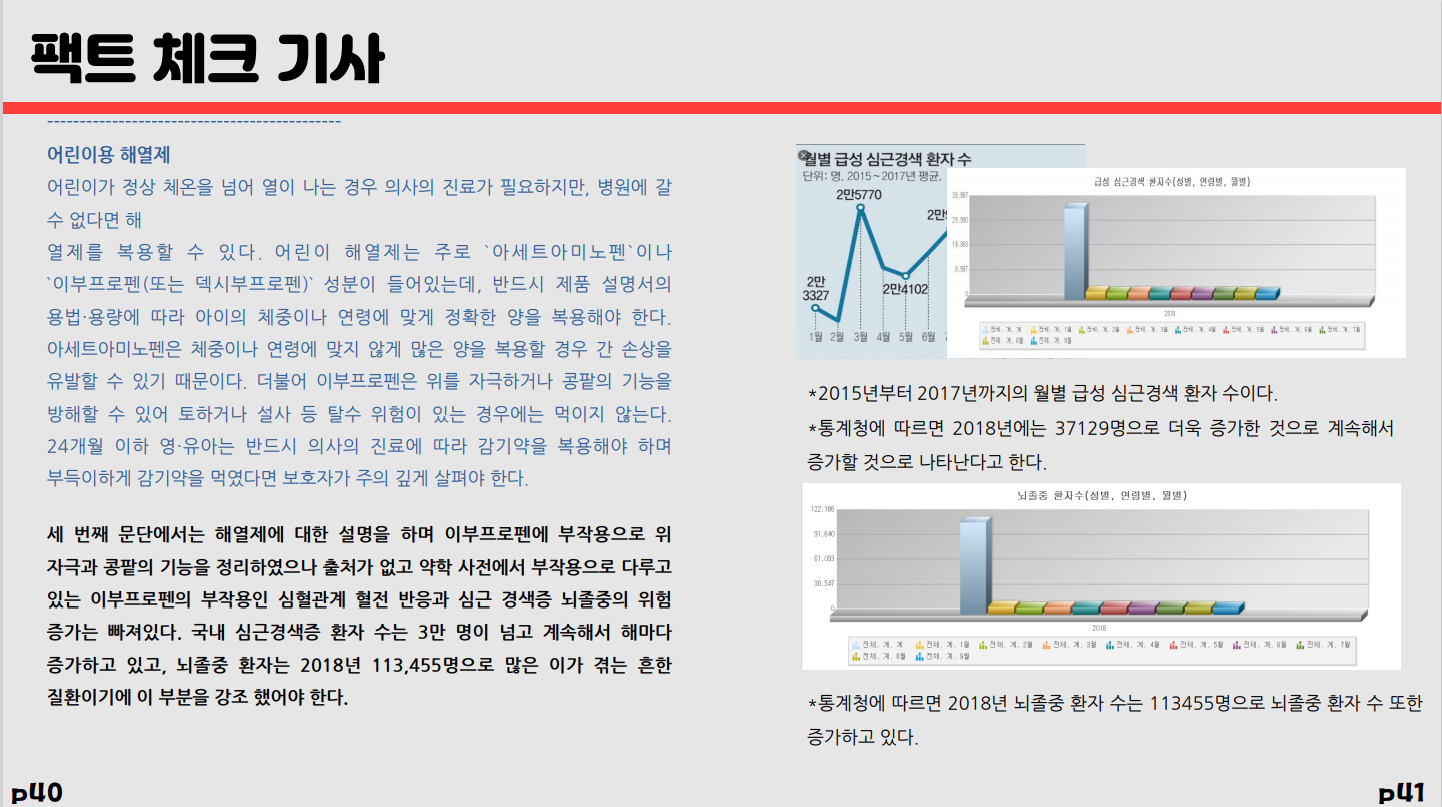 팩트 체크 기사
---------------------------------------------
어린이용 해열제
어린이가 정상 체온을 넘어 열이 나는 경우 의사의 진료가 필요하지만, 병원에 갈
수 없다면 해
열제를 복용할 수 있다. 어린이 해열제는 주로 `아세트아미노펜`이나
`이부프로펜(또는 덱시부프로펜)` 성분이 들어있는데, 반드시 제품 설명서의
용법·용량에 따라 아이의 체중이나 연령에 맞게 정확한 양을 복용해야 한다.
아세트아미노펜은 체중이나 연령에 맞지 않게 많은 양을 복용할 경우 간 손상을
유발할 수 있기 때문이다. 더불어 이부프로펜은 위를 자극하거나 콩팥의 기능을
방해할 수 있어 토하거나 설사 등 탈수 위험이 있는 경우에는 먹이지 않는다.
24개월 이하 영·유아는 반드시 의사의 진료에 따라 감기약을 복용해야 하며
부득이하게 감기약을 먹였다면 보호자가 주의 깊게 살펴야 한다.
세 번째 문단에서는 해열제에 대한 설명을 하며 이부프로펜에 부작용으로 위
자극과 콩팥의 기능을 정리하였으나 출처가 없고 약학 사전에서 부작용으로 다루고
있는 이부프로펜의 부작용인 심혈관계 혈전 반응과 심근 경색증 뇌졸중의 위험
증가는 빠져있다. 국내 심근경색증 환자 수는 3만 명이 넘고 계속해서 해마다
증가하고 있고, 뇌졸중 환자는 2018년 113,455명으로 많은 이가 겪는 흔한
질환이기에 이 부분을 강조 했어야 한다.
p40
월별 급성 심근경색 환자 수
단위: 명, 2015~2017년 평균.
2만5770
2만
3327
2만4102
1월 2월 3월 4월 5월 6월
급성 심근경색 환자수(성별, 연령별, 월별)
39,987
29,990
19,993
9,997
0
2018
전체, 계, 계 전체, 계, 1월 전체, 계, 2월 전체, 계, 3월 전체, 계, 4월 전체, 계, 5월 전체, 계, 6월 전체, 계, 7월
전체, 계, 8월 전체, 계, 9월
*2015년부터 2017년까지의 월별 급성 심근경색 환자 수이다.
*통계청에 따르면 2018년에는 37129명으로 더욱 증가한 것으로 계속해서
증가할 것으로 나타난다고 한다.
뇌졸중 환자수(성별, 연령별, 월별)
122,186
91,640
61,093
30,547
0
2018
전체, 계, 계 전체, 계, 1월 전체, 계, 2월 전체, 계, 3월 전체, 계, 4월 전체, 계, 5월 전체, 계, 6월 전체, 계, 7월
전체, 계, 8월 전체, 계, 9월
*통계청에 따르면 2018년 뇌졸중 환자 수는 113455명으로 뇌졸중 환자 수 또한
증가하고 있다.
p41